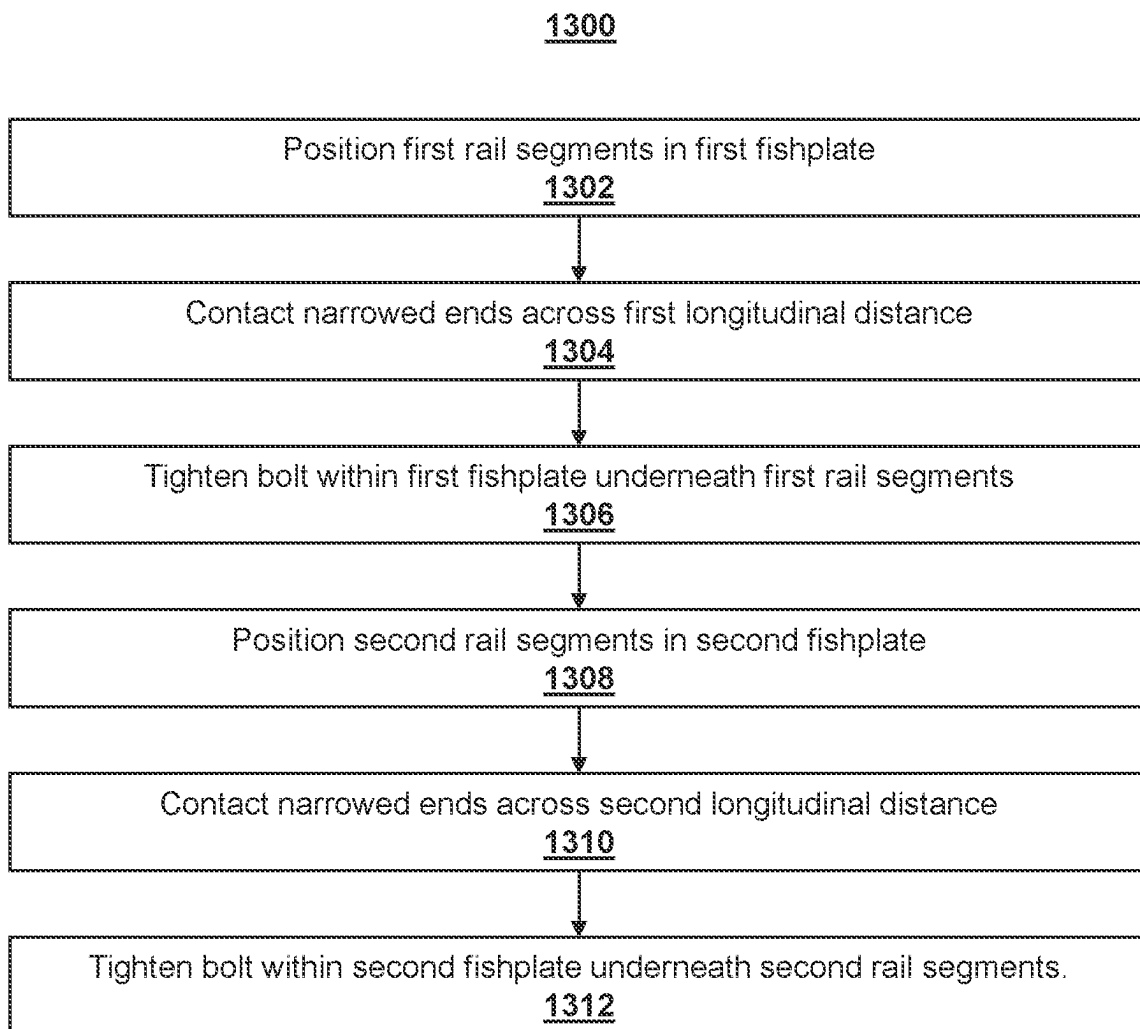 1300
Position first rail segments in first fishplate
1302
Contact narrowed ends across first longitudinal distance
1304
Tighten bolt within first fishplate underneath first rail segments
1306
Position second rail segments in second fishplate
1308
Contact narrowed ends across second longitudinal distance
1310
Tighten bolt within second fishplate underneath second rail segments.
1312